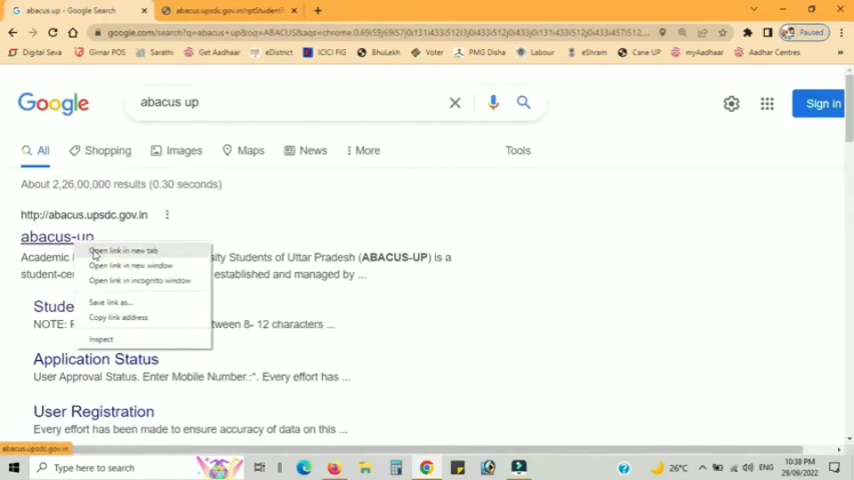 abacus up - Google Search
abacus.upsdc.gov.in/rptStudentI
google.com/search?q=abacus+up&oq=ABACUS&aqs=chrome.0.69i59j69i57j0i131i433i512l3j0i433i512j0i131i433i512j0i433i457i512
Paused
Digital Seva
Girnar POS
Sarathi
Get Aadhaar
eDistrict
ICICI FIG
BhuLekh
Voter
PMG Disha
Labour
eShram
Cane UP
myAadhaar
Aadhar Centres
Google
abacus up
Sign in
All
Shopping
Images
Maps
News
More
Tools
About 2,26,00,000 results (0.30 seconds)
http://abacus.upsdc.gov.in
abacus-up
Open link in new tab
Academic
sity Students of Uttar Pradesh (ABACUS-UP) is a
Open link in new window
student-cen
established and managed by ...
Open link in incognito window
Save link as...
Stude
Copy link address
NOTE: P
tween 8- 12 characters ...
Inspect
Application Status
User Approval Status. Enter Mobile Number.:*. Every effort has ...
User Registration
Every effort has been made to ensure accuracy of data on this ...
abacus.upsdc.gov.in
Type here to search
26°C
ENG
10:38 PM
29/09/2022